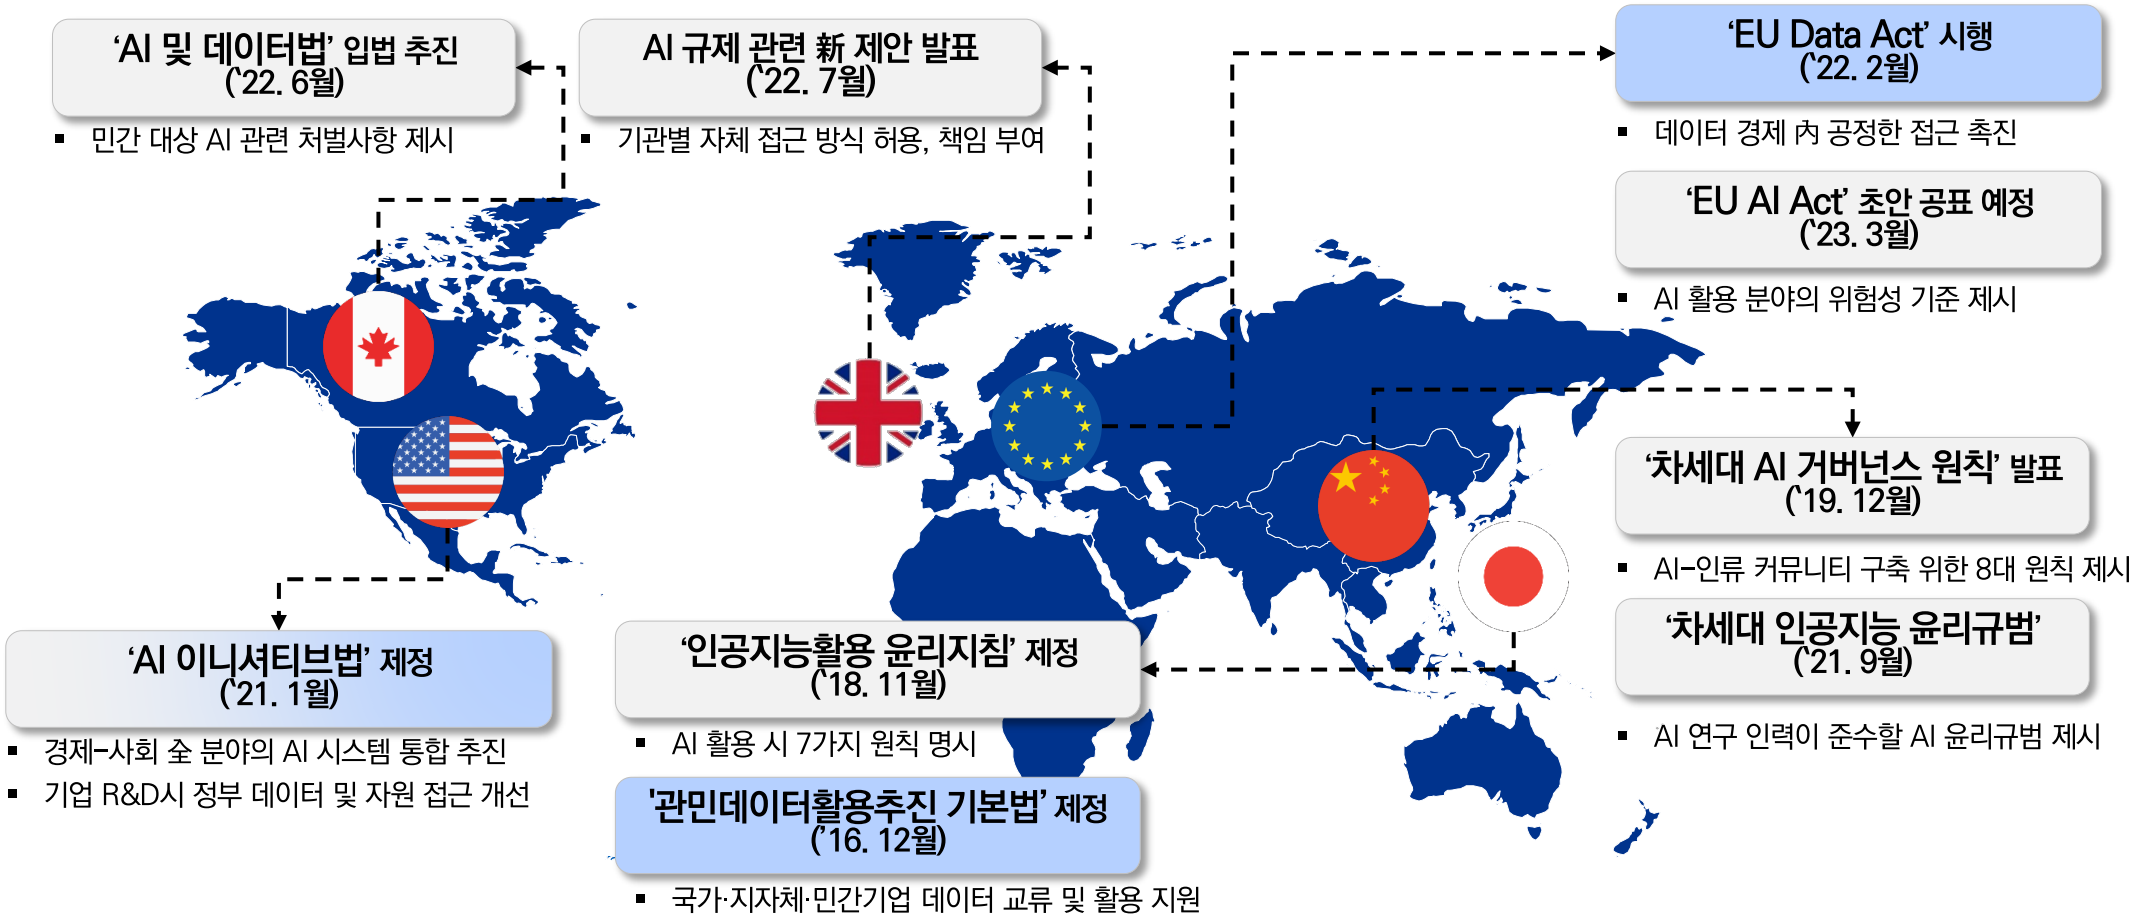 ‘AI 및 데이터법’ 입법 추진
(‘22. 6월)
▪ 민간 대상 AI 관련 처벌사항 제시
AI 규제 관련 新 제안 발표
(‘22. 7월)
▪ 기관별 자체 접근 방식 허용, 책임 부여
‘EU Data Act’ 시행
(‘22. 2월)
▪ 데이터 경제 內 공정한 접근 촉진
‘EU AI Act’ 초안 공표 예정
(‘23. 3월)
▪ AI 활용 분야의 위험성 기준 제시
‘차세대 AI 거버넌스 원칙’ 발표
(‘19. 12월)
▪ AI-인류 커뮤니티 구축 위한 8대 원칙 제시
‘차세대 인공지능 윤리규범’
(‘21. 9월)
▪ AI 연구 인력이 준수할 AI 윤리규범 제시
‘AI 이니셔티브법’ 제정
(‘21. 1월)
▪ 경제-사회 全 분야의 AI 시스템 통합 추진
▪ 기업 R&D시 정부 데이터 및 자원 접근 개선
‘인공지능활용 윤리지침’ 제정
(‘18. 11월)
▪ AI 활용 시 7가지 원칙 명시
'관민데이터활용추진 기본법’ 제정
(’16. 12월)
▪ 국가·지자체·민간기업 데이터 교류 및 활용 지원